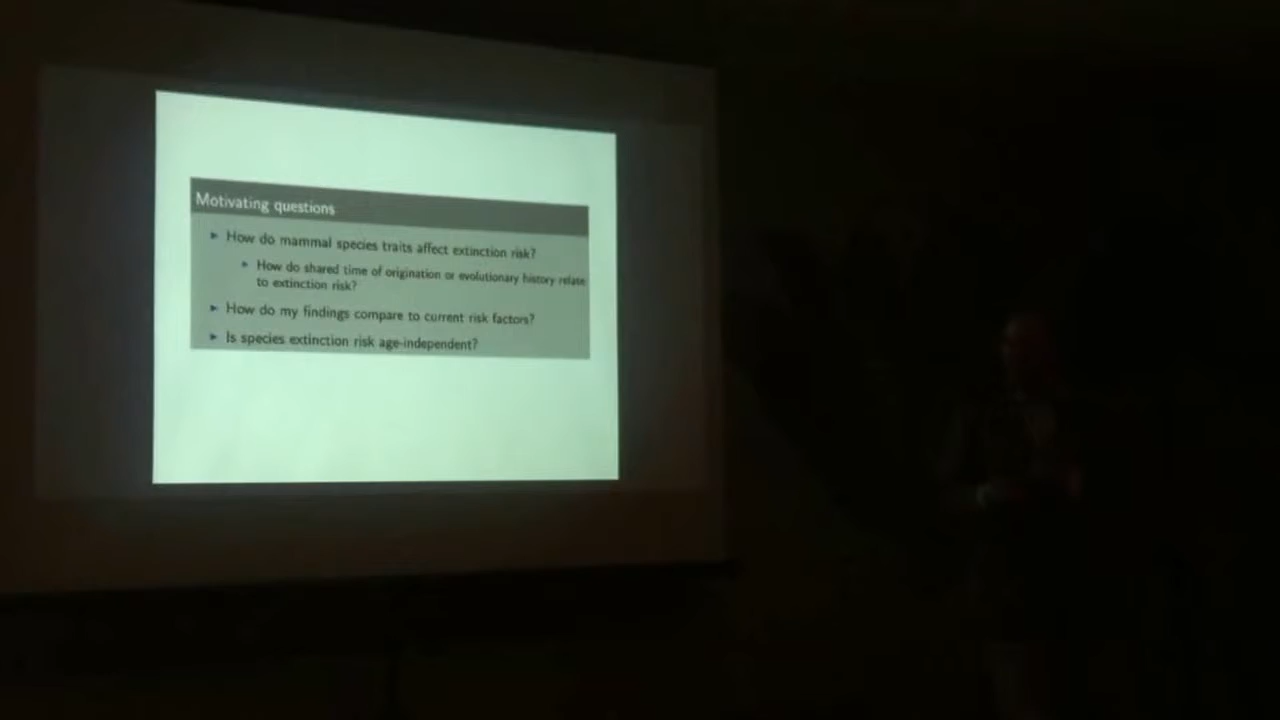 Motivating questions
How do mammal species traits affect extinction risk?
How do shared time of origination or evolutionary history relate
to extinction risk?
How do my findings compare to current risk factors?
Is species extinction risk age-independent?